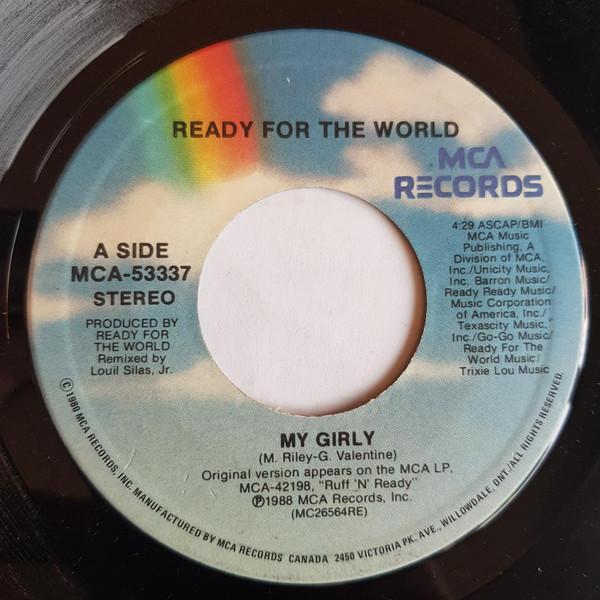 READY FOR THE WORLD
MCA RECORDS
A SIDE
MCA-53337
STEREO
PRODUCED BY
READY FOR
THE WORLD
Remixed by
Louil Silas, Jr.
4:29 ASCAP/BMI
MCA Music
Publishing, A
Division of MCA,
Inc./Unicity Music,
Inc. Barron Music/
Ready Ready Music/
Music Corporation
of America, Inc./
Texascity Music,
Inc./Go-Go Music/
Ready For The
World Music/
Trixie Lou Music
MY GIRLY
(M. Riley-G. Valentine)
Original version appears on the MCA LP,
MCA-42198, "Ruff 'N' Ready"
℗1988 MCA Records, Inc.
(MC26564RE)
©1980 MCA RECORDS, INC. MANUFACTURED BY MCA RECORDS CANADA 2450 VICTORIA PK. AVE., WILLOWDALE, ONT./ALL RIGHTS RESERVED.